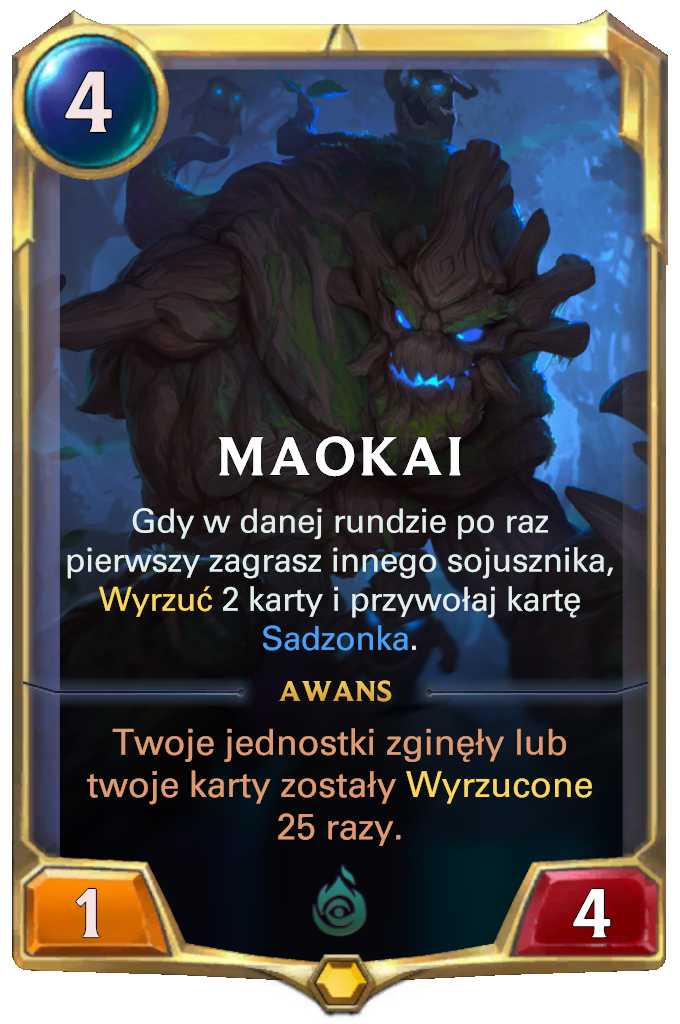 4
MAOKAI
Gdy w danej rundzie po raz
pierwszy zagrasz innego sojusznika,
Wyrzuć 2 karty i przywołaj kartę
Sadzonka.
AWANS
Twoje jednostki zginęły lub
twoje karty zostały Wyrzucone
25 razy.
1
4